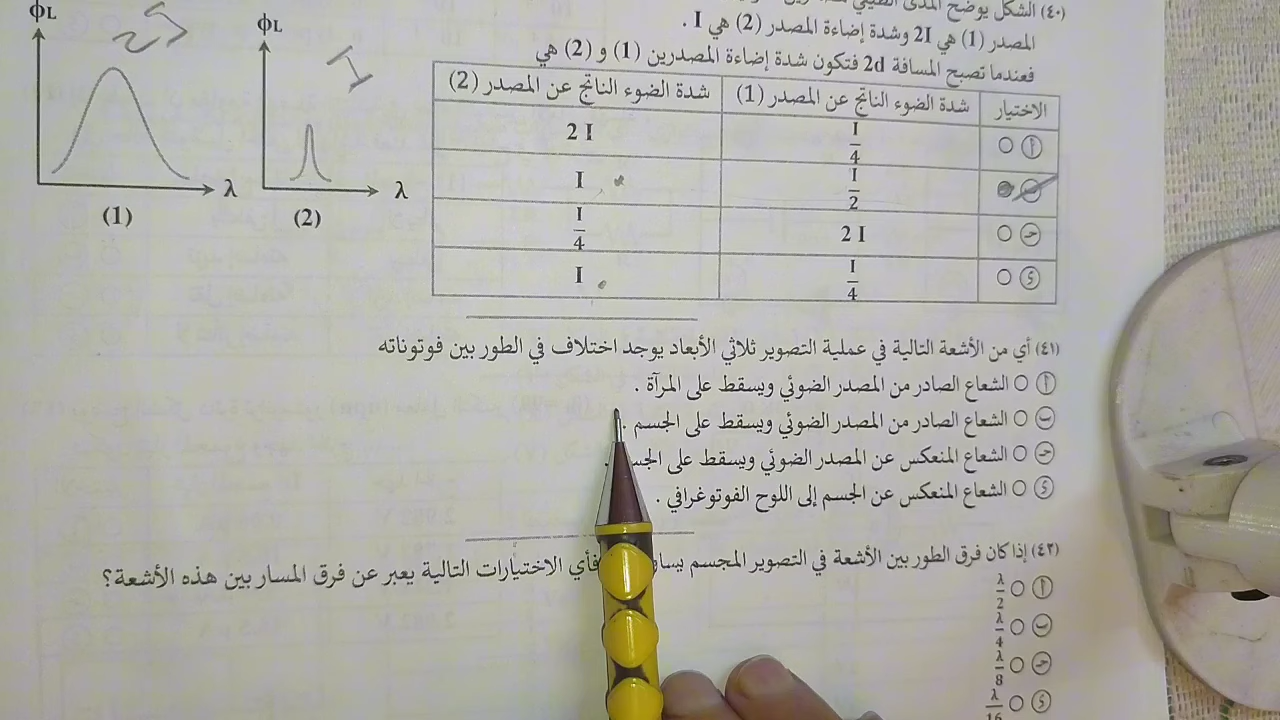 (٤٠) الشكل يوضح المدى الطيفي
المصدر (1) هي 2I وشدة إضاءة المصدر (2) هي I .
فعندما تصبح المسافة 2d فتكون شدة إضاءة المصدرين (1) و (2) هي
الاختيار شدة الضوء الناتج عن المصدر (1) شدة الضوء الناتج عن المصدر (2)
أ I/4 2 I
ب I/2 I
ج 2 I I/4
د I/4 I
ϕL
λ
(1)
2I
ϕL
λ
(2)
I
(٤١) أي من الأشعة التالية في عملية التصوير ثلاثي الأبعاد يوجد اختلاف في الطور بين فوتوناته
أ الشعاع الصادر من المصدر الضوئي ويسقط على المرآة .
ب الشعاع الصادر من المصدر الضوئي ويسقط على الجسم .
ج الشعاع المنعكس عن المصدر الضوئي ويسقط على
د الشعاع المنعكس عن الجسم إلى اللوح الفوتوغرافي .
(٤٢) إذا كان فرق الطور بين الأشعة في التصوير المجسم فأي الاختيارات التالية يعبر عن فرق المسار بين هذه الأشعة؟
أ λ/2
ب λ/4
ج λ/8
د λ/16